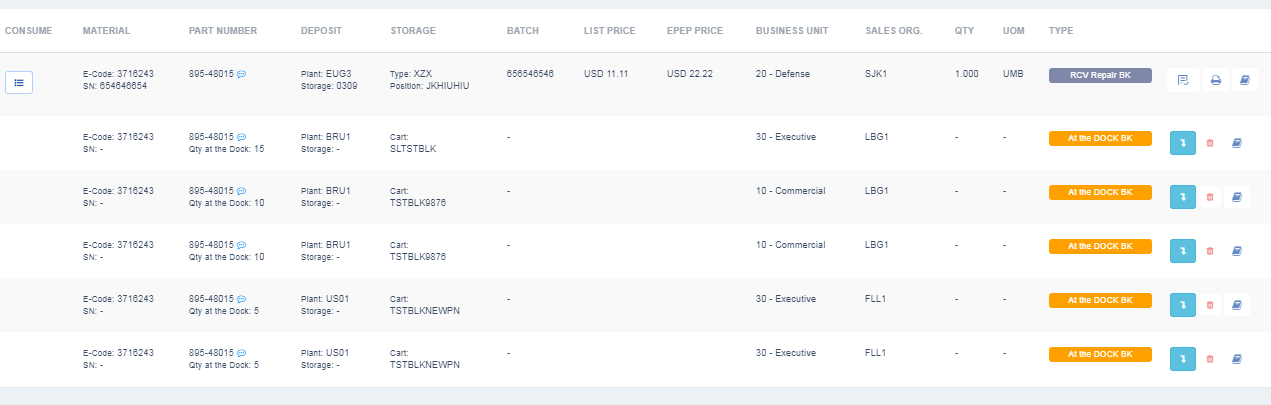 CONSUME MATERIAL PART NUMBER DEPOSIT STORAGE BATCH LIST PRICE EPEP PRICE BUSINESS UNIT SALES ORG. QTY UOM TYPE
E-Code: 3716243 895-48015 Plant: EUG3 Type: XZX 656546546 USD 11.11 USD 22.22 20 - Defense SJK1 1.000 UMB RCV Repair BK
SN: 654646654 Storage: 0309 Position: JKHIUHIU
E-Code: 3716243 895-48015 Plant: BRU1 Cart: - 30 - Executive LBG1 - - At the DOCK BK
SN: - Qty at the Dock: 15 Storage: - SLTSTBLK
E-Code: 3716243 895-48015 Plant: BRU1 Cart: - 10 - Commercial LBG1 - - At the DOCK BK
SN: - Qty at the Dock: 10 Storage: - TSTBLK9876
E-Code: 3716243 895-48015 Plant: BRU1 Cart: - 10 - Commercial LBG1 - - At the DOCK BK
SN: - Qty at the Dock: 10 Storage: - TSTBLK9876
E-Code: 3716243 895-48015 Plant: US01 Cart: - 30 - Executive FLL1 - - At the DOCK BK
SN: - Qty at the Dock: 5 Storage: - TSTBLKNEWPN
E-Code: 3716243 895-48015 Plant: US01 Cart: - 30 - Executive FLL1 - - At the DOCK BK
SN: - Qty at the Dock: 5 Storage: - TSTBLKNEWPN